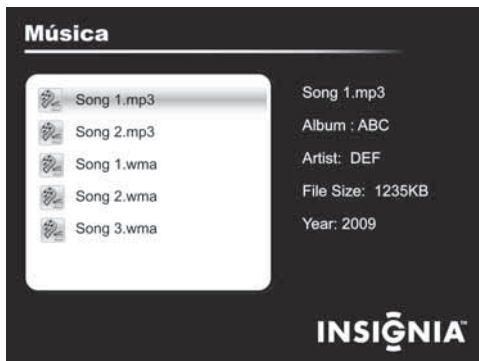 Música
Song 1.mp3
Song 2.mp3
Song 1.wma
Song 2.wma
Song 3.wma
Song 1.mp3
Album : ABC
Artist: DEF
File Size: 1235KB
Year: 2009
INSIGNIA™